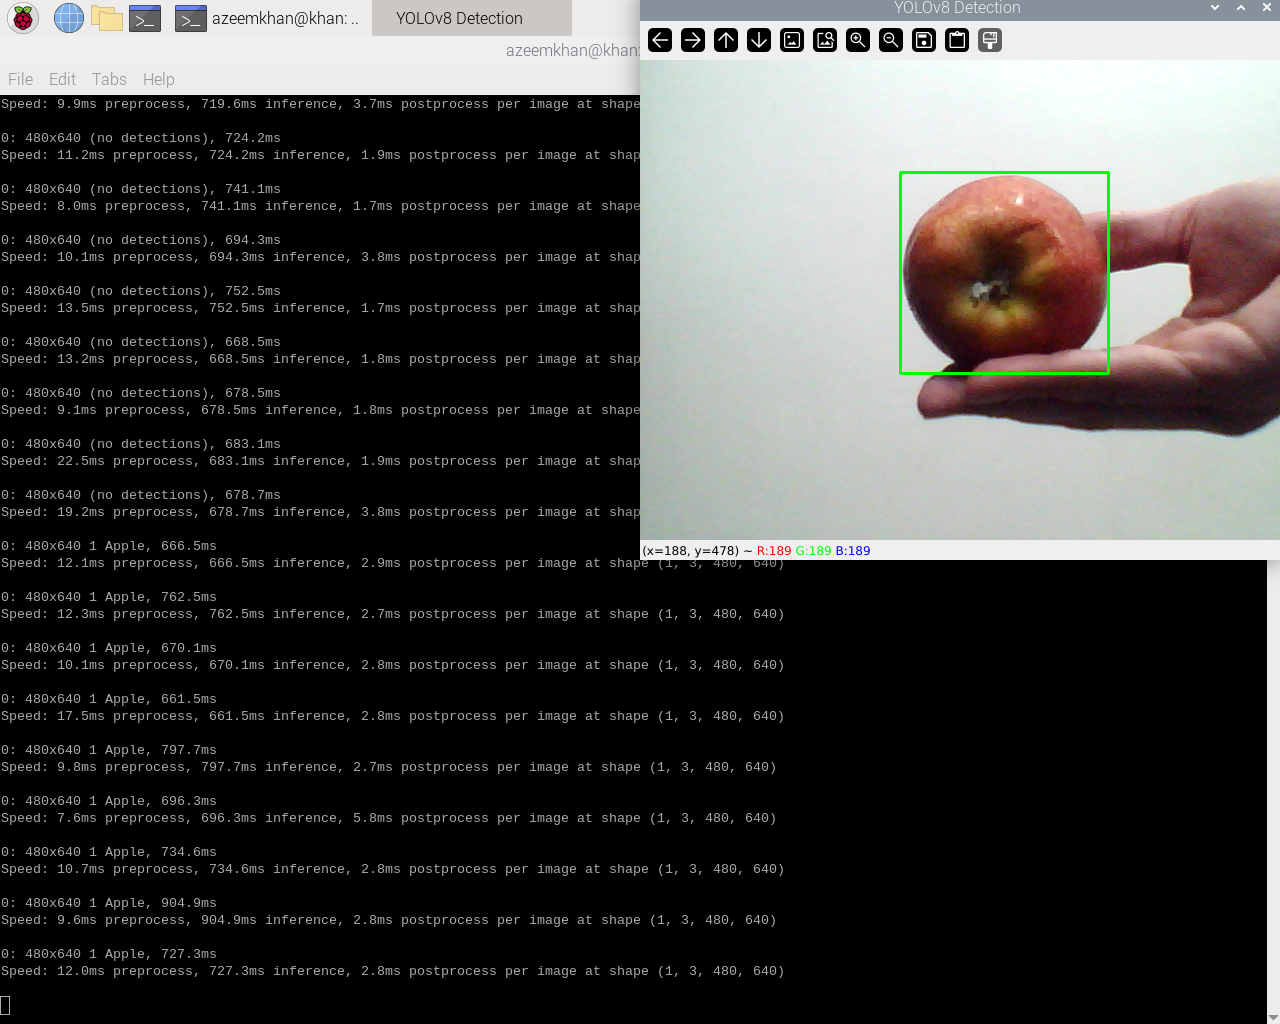 azeemkhan@khan: ..
YOLOv8 Detection
YOLOv8 Detection
azeemkhan@khan:
File Edit Tabs Help
Speed: 9.9ms preprocess, 719.6ms inference, 3.7ms postprocess per image at shape
0: 480x640 (no detections), 724.2ms
Speed: 11.2ms preprocess, 724.2ms inference, 1.9ms postprocess per image at shap
0: 480x640 (no detections), 741.1ms
Speed: 8.0ms preprocess, 741.1ms inference, 1.7ms postprocess per image at shape
0: 480x640 (no detections), 694.3ms
Speed: 10.1ms preprocess, 694.3ms inference, 3.8ms postprocess per image at shap
0: 480x640 (no detections), 752.5ms
Speed: 13.5ms preprocess, 752.5ms inference, 1.7ms postprocess per image at shap
0: 480x640 (no detections), 668.5ms
Speed: 13.2ms preprocess, 668.5ms inference, 1.8ms postprocess per image at shap
0: 480x640 (no detections), 678.5ms
Speed: 9.1ms preprocess, 678.5ms inference, 1.8ms postprocess per image at shape
0: 480x640 (no detections), 683.1ms
Speed: 22.5ms preprocess, 683.1ms inference, 1.9ms postprocess per image at shap
0: 480x640 (no detections), 678.7ms
Speed: 19.2ms preprocess, 678.7ms inference, 3.8ms postprocess per image at shap
0: 480x640 1 Apple, 666.5ms
(x=188, y=478) ~ R:189 G:189 B:189
Speed: 12.1ms preprocess, 666.5ms inference, 2.9ms postprocess per image at shape (1, 3, 480, 640)
0: 480x640 1 Apple, 762.5ms
Speed: 12.3ms preprocess, 762.5ms inference, 2.7ms postprocess per image at shape (1, 3, 480, 640)
0: 480x640 1 Apple, 670.1ms
Speed: 10.1ms preprocess, 670.1ms inference, 2.8ms postprocess per image at shape (1, 3, 480, 640)
0: 480x640 1 Apple, 661.5ms
Speed: 17.5ms preprocess, 661.5ms inference, 2.8ms postprocess per image at shape (1, 3, 480, 640)
0: 480x640 1 Apple, 797.7ms
Speed: 9.8ms preprocess, 797.7ms inference, 2.7ms postprocess per image at shape (1, 3, 480, 640)
0: 480x640 1 Apple, 696.3ms
Speed: 7.6ms preprocess, 696.3ms inference, 5.8ms postprocess per image at shape (1, 3, 480, 640)
0: 480x640 1 Apple, 734.6ms
Speed: 10.7ms preprocess, 734.6ms inference, 2.8ms postprocess per image at shape (1, 3, 480, 640)
0: 480x640 1 Apple, 904.9ms
Speed: 9.6ms preprocess, 904.9ms inference, 2.8ms postprocess per image at shape (1, 3, 480, 640)
0: 480x640 1 Apple, 727.3ms
Speed: 12.0ms preprocess, 727.3ms inference, 2.8ms postprocess per image at shape (1, 3, 480, 640)